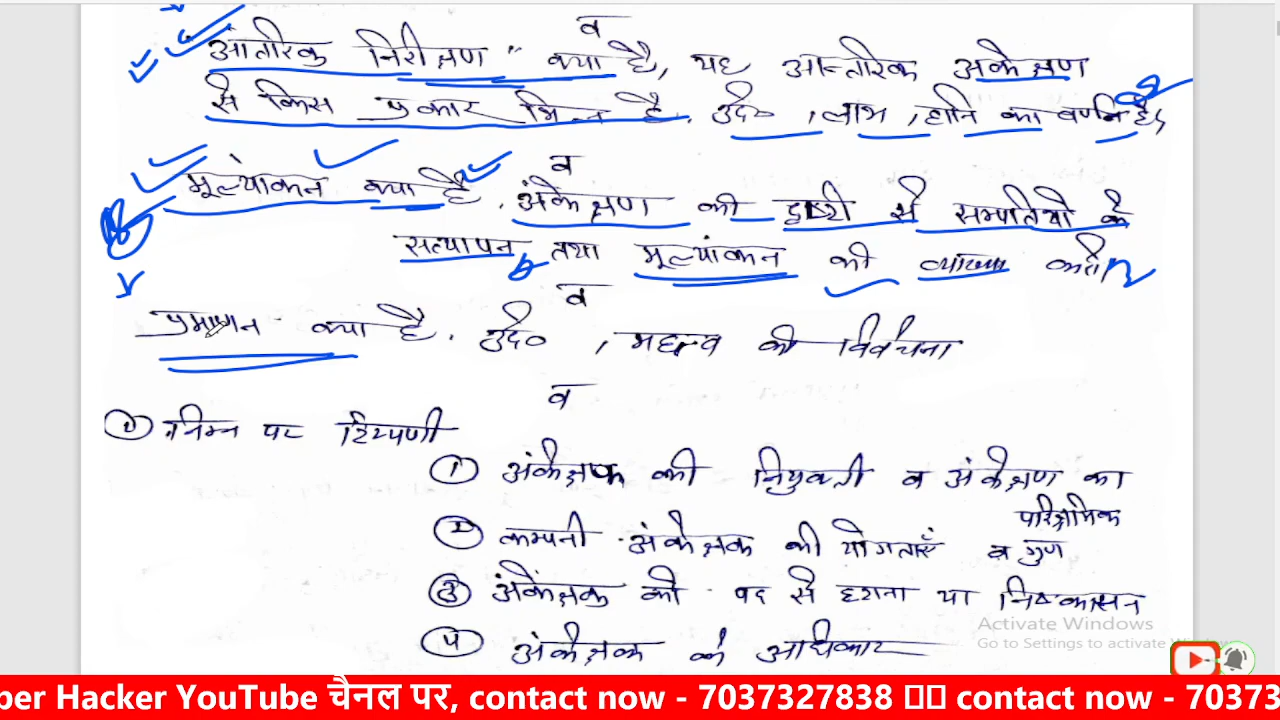 व
आंतरिक निरीक्षण" क्या है, यह आन्तरिक अकेक्षण
से किस प्रकार भिन्न है. उदे०, लाभ, हानि का वर्णन है,
व
मूल्यांकन क्या है. अंकेक्षण की दृष्टी से सम्पतियो के
सत्यापन तथा मूल्यांकन की व्याख्या करो
व
प्रमाणन क्या है. उदे०, महत्व की विवेचना
व
निम्न पर टिप्पणी
① अंकेक्षक की नियुक्ती व अंकेक्षण का
पारिश्रमिक
② कम्पनी अंकेक्षक की योगताएँ व गुण
③ अंकेक्षक को पद से हटाना या निष्कासन
Activate Windows
Go to Settings to activate Windows.
④ अंकेक्षक के अधिकार
per Hacker YouTube चैनल पर, contact now - 7037327838 □□ contact now - 70373